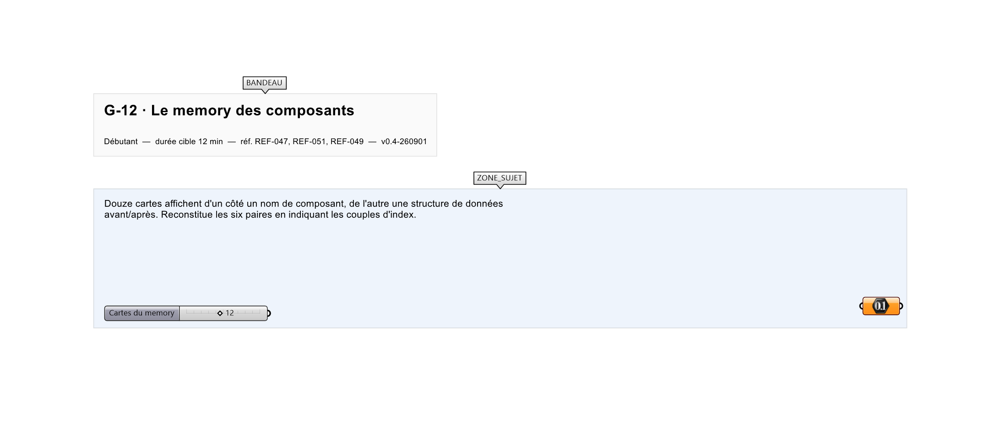 BANDEAU
G-12 · Le memory des composants
Débutant — durée cible 12 min — réf. REF-047, REF-051, REF-049 — v0.4-260901
ZONE_SUJET
Douze cartes affichent d'un côté un nom de composant, de l'autre une structure de données
avant/après. Reconstitue les six paires en indiquant les couples d'index.
Cartes du memory 12
0.1